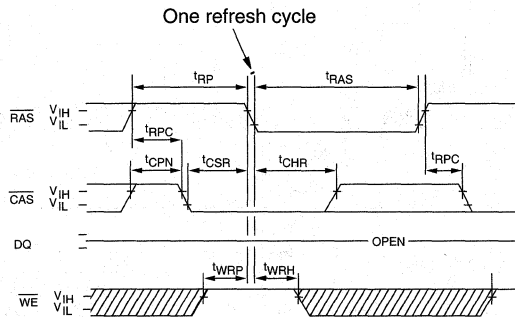 One refresh cycle
tRP
tRAS
RAS
VIH
VIL
tRPC
tCPN
tCSR
tCHR
tRPC
CAS
VIH
VIL
DQ
OPEN
tWRP
tWRH
WE
VIH
VIL